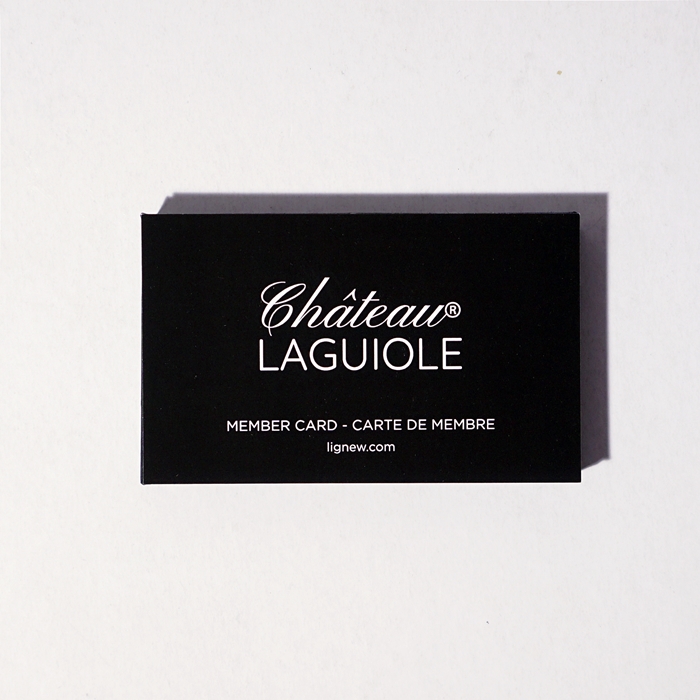 Château®
LAGUIOLE
MEMBER CARD - CARTE DE MEMBRE
lignew.com